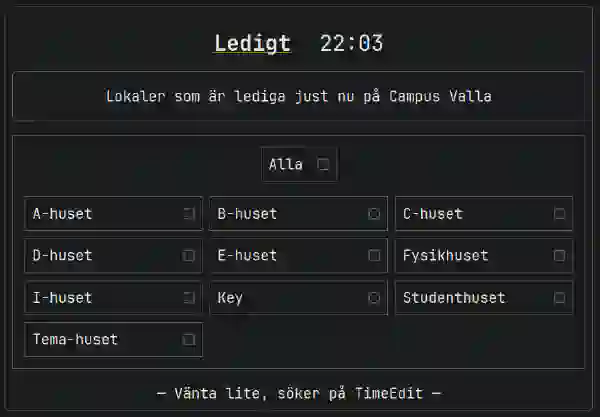 Ledigt 22:03
Lokaler som är lediga just nu på Campus Valla
Alla
A-huset B-huset C-huset
D-huset E-huset Fysikhuset
I-huset Key Studenthuset
Tema-huset
— Vänta lite, söker på TimeEdit —